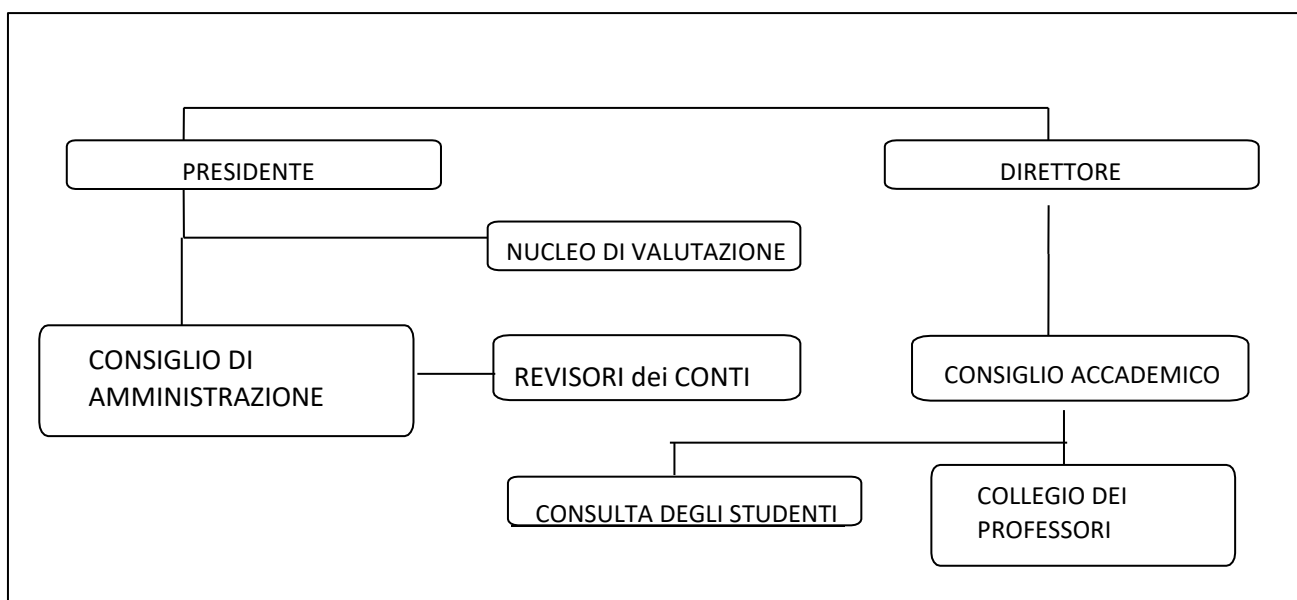 PRESIDENTE
DIRETTORE
NUCLEO DI VALUTAZIONE
CONSIGLIO DI
AMMINISTRAZIONE
REVISORI dei CONTI
CONSIGLIO ACCADEMICO
CONSULTA DEGLI STUDENTI
COLLEGIO DEI
PROFESSORI